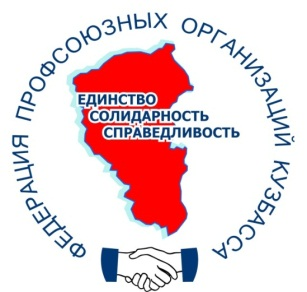 ФЕДЕРАЦИЯ ПРОФСОЮЗНЫХ ОРГАНИЗАЦИЙ КУЗБАССА
ЕДИНСТВО
СОЛИДАРНОСТЬ
СПРАВЕДЛИВОСТЬ